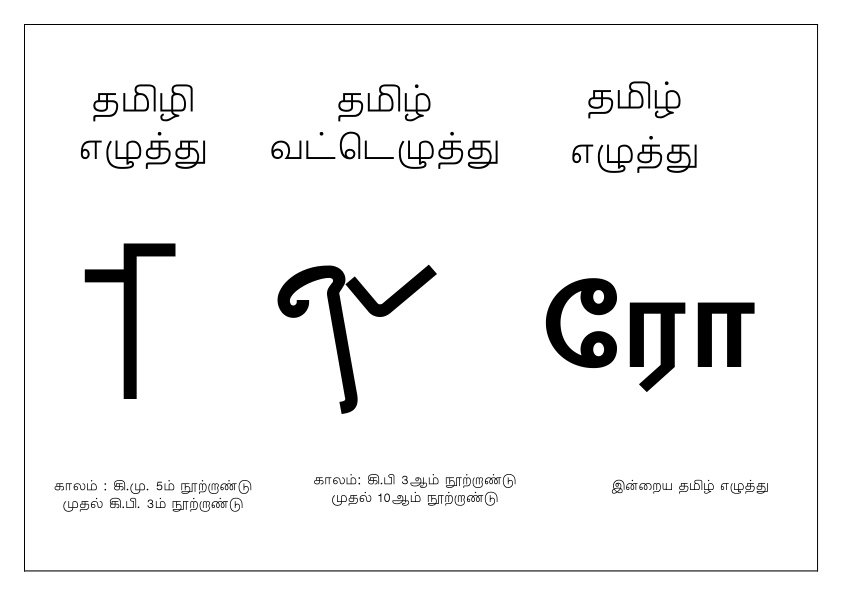 தமிழி
எழுத்து
தமிழ்
வட்டெழுத்து
தமிழ்
எழுத்து
ரோ
காலம் : கி.மு. 5ம் நூற்றாண்டு
முதல் கி.பி. 3ம் நூற்றாண்டு
காலம்: கி.பி 3ஆம் நூற்றாண்டு
முதல் 10ஆம் நூற்றாண்டு
இன்றைய தமிழ் எழுத்து